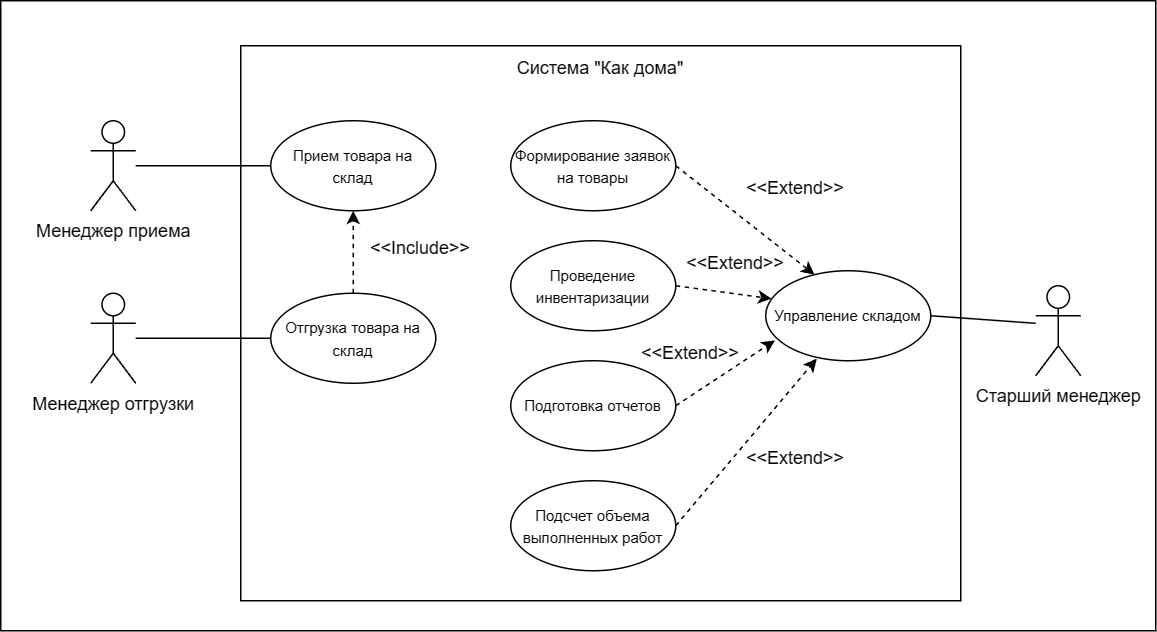 Система "Как дома"
Прием товара на
склад
Формирование заявок
на товары
<<Extend>>
Менеджер приема
<<Include>>
<<Extend>>
Проведение
инвентаризации
Отгрузка товара на
склад
Управление складом
<<Extend>>
Менеджер отгрузки
Подготовка отчетов
Старший менеджер
<<Extend>>
Подсчет объема
выполненных работ